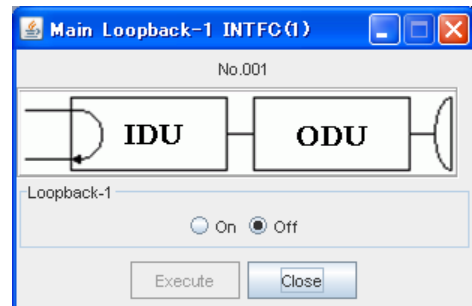 Main Loopback-1 INTFC(1)
No.001
IDU ODU
Loopback-1
On Off
Execute Close